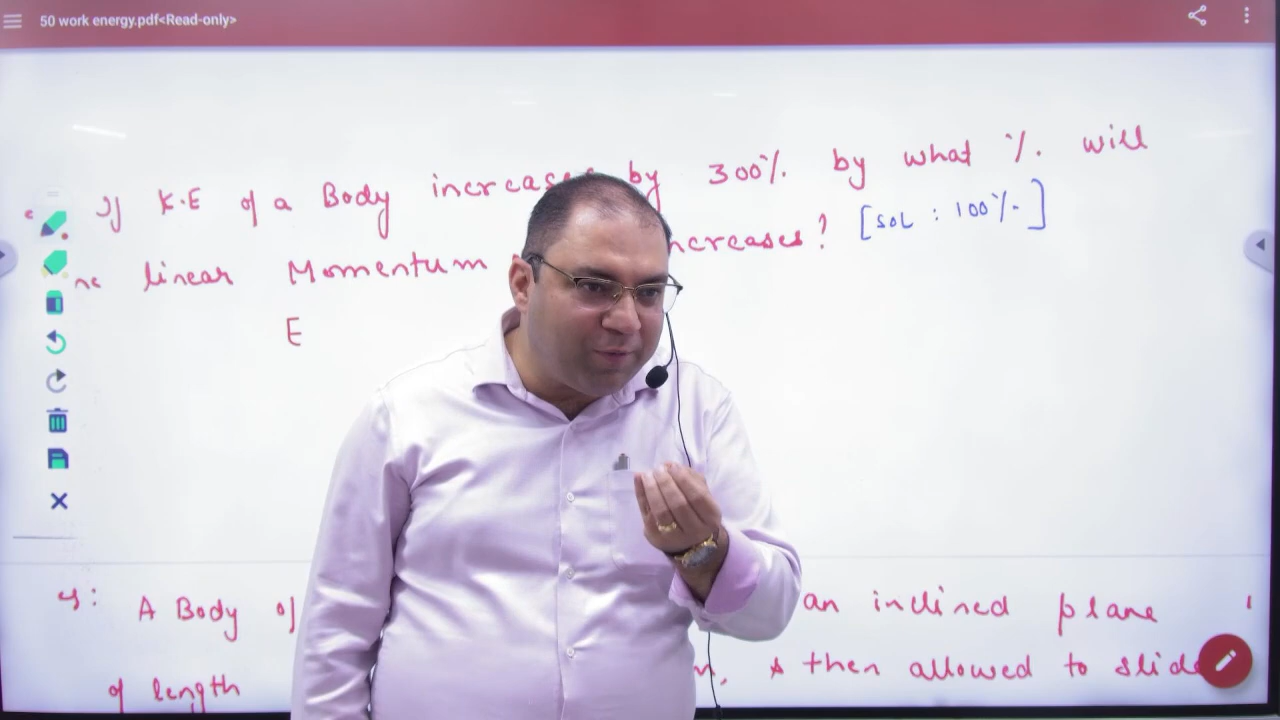 50 work energy.pdf<Read-only>
If K.E of a Body increases by 300% by what %. will
linear Momentum increases? [SOL : 100%]
E
4: A Body of an inclined plane
of length & then allowed to slide